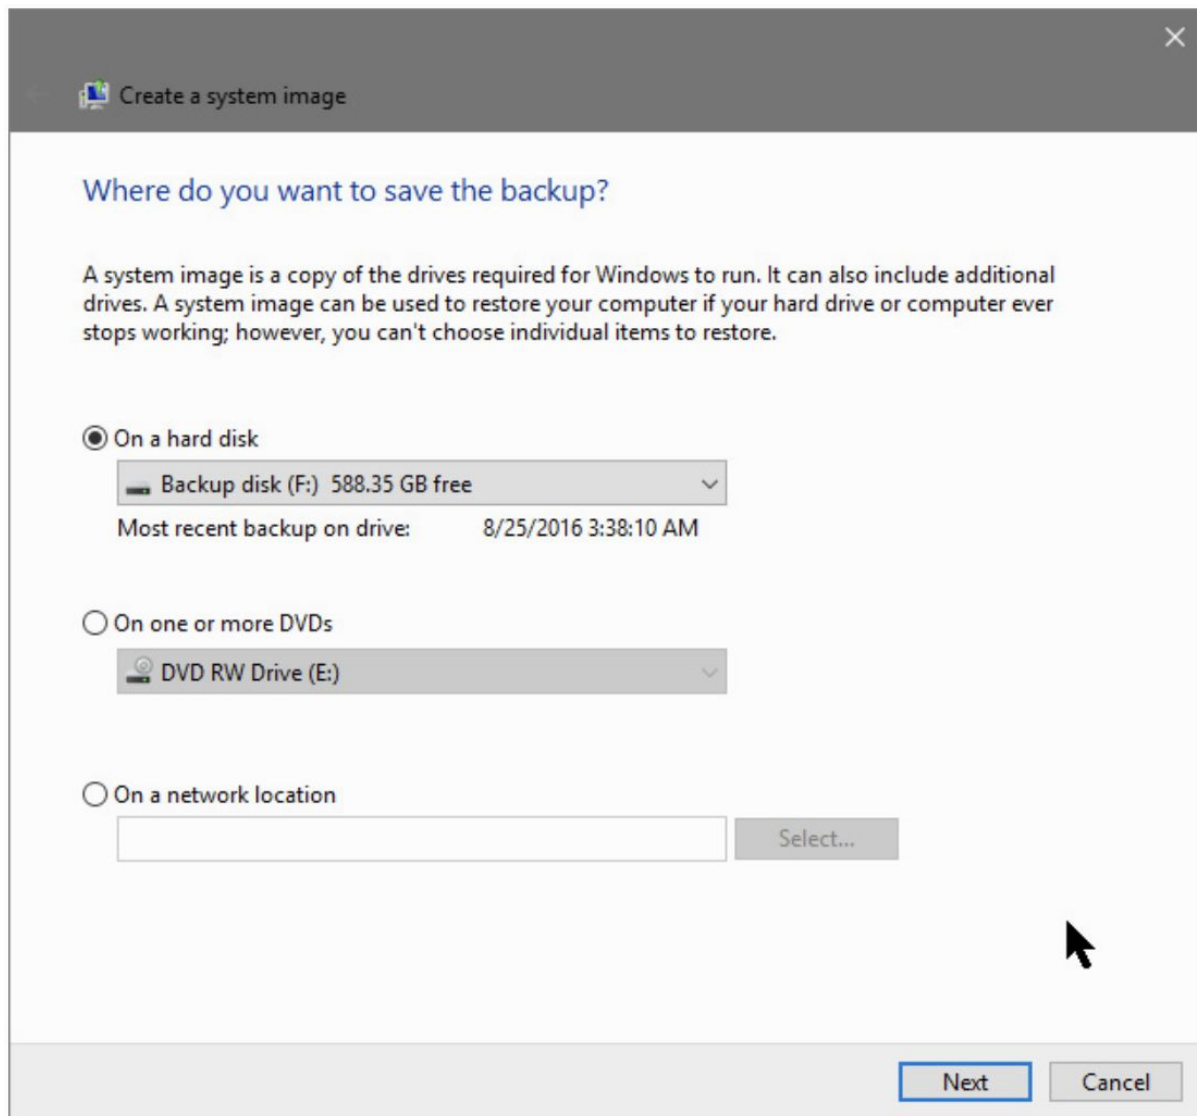 Create a system image
Where do you want to save the backup?
A system image is a copy of the drives required for Windows to run. It can also include additional
drives. A system image can be used to restore your computer if your hard drive or computer ever
stops working; however, you can't choose individual items to restore.
On a hard disk
Backup disk (F:)  588.35 GB free
Most recent backup on drive: 8/25/2016 3:38:10 AM
On one or more DVDs
DVD RW Drive (E:)
On a network location
Select...
Next Cancel